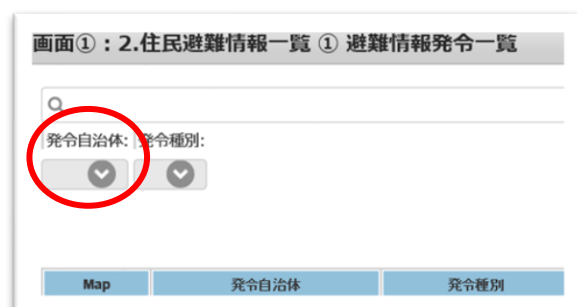 画面①：2.住民避難情報一覧 ① 避難情報発令一覧
発令自治体: 発令種別:
Map 発令自治体 発令種別